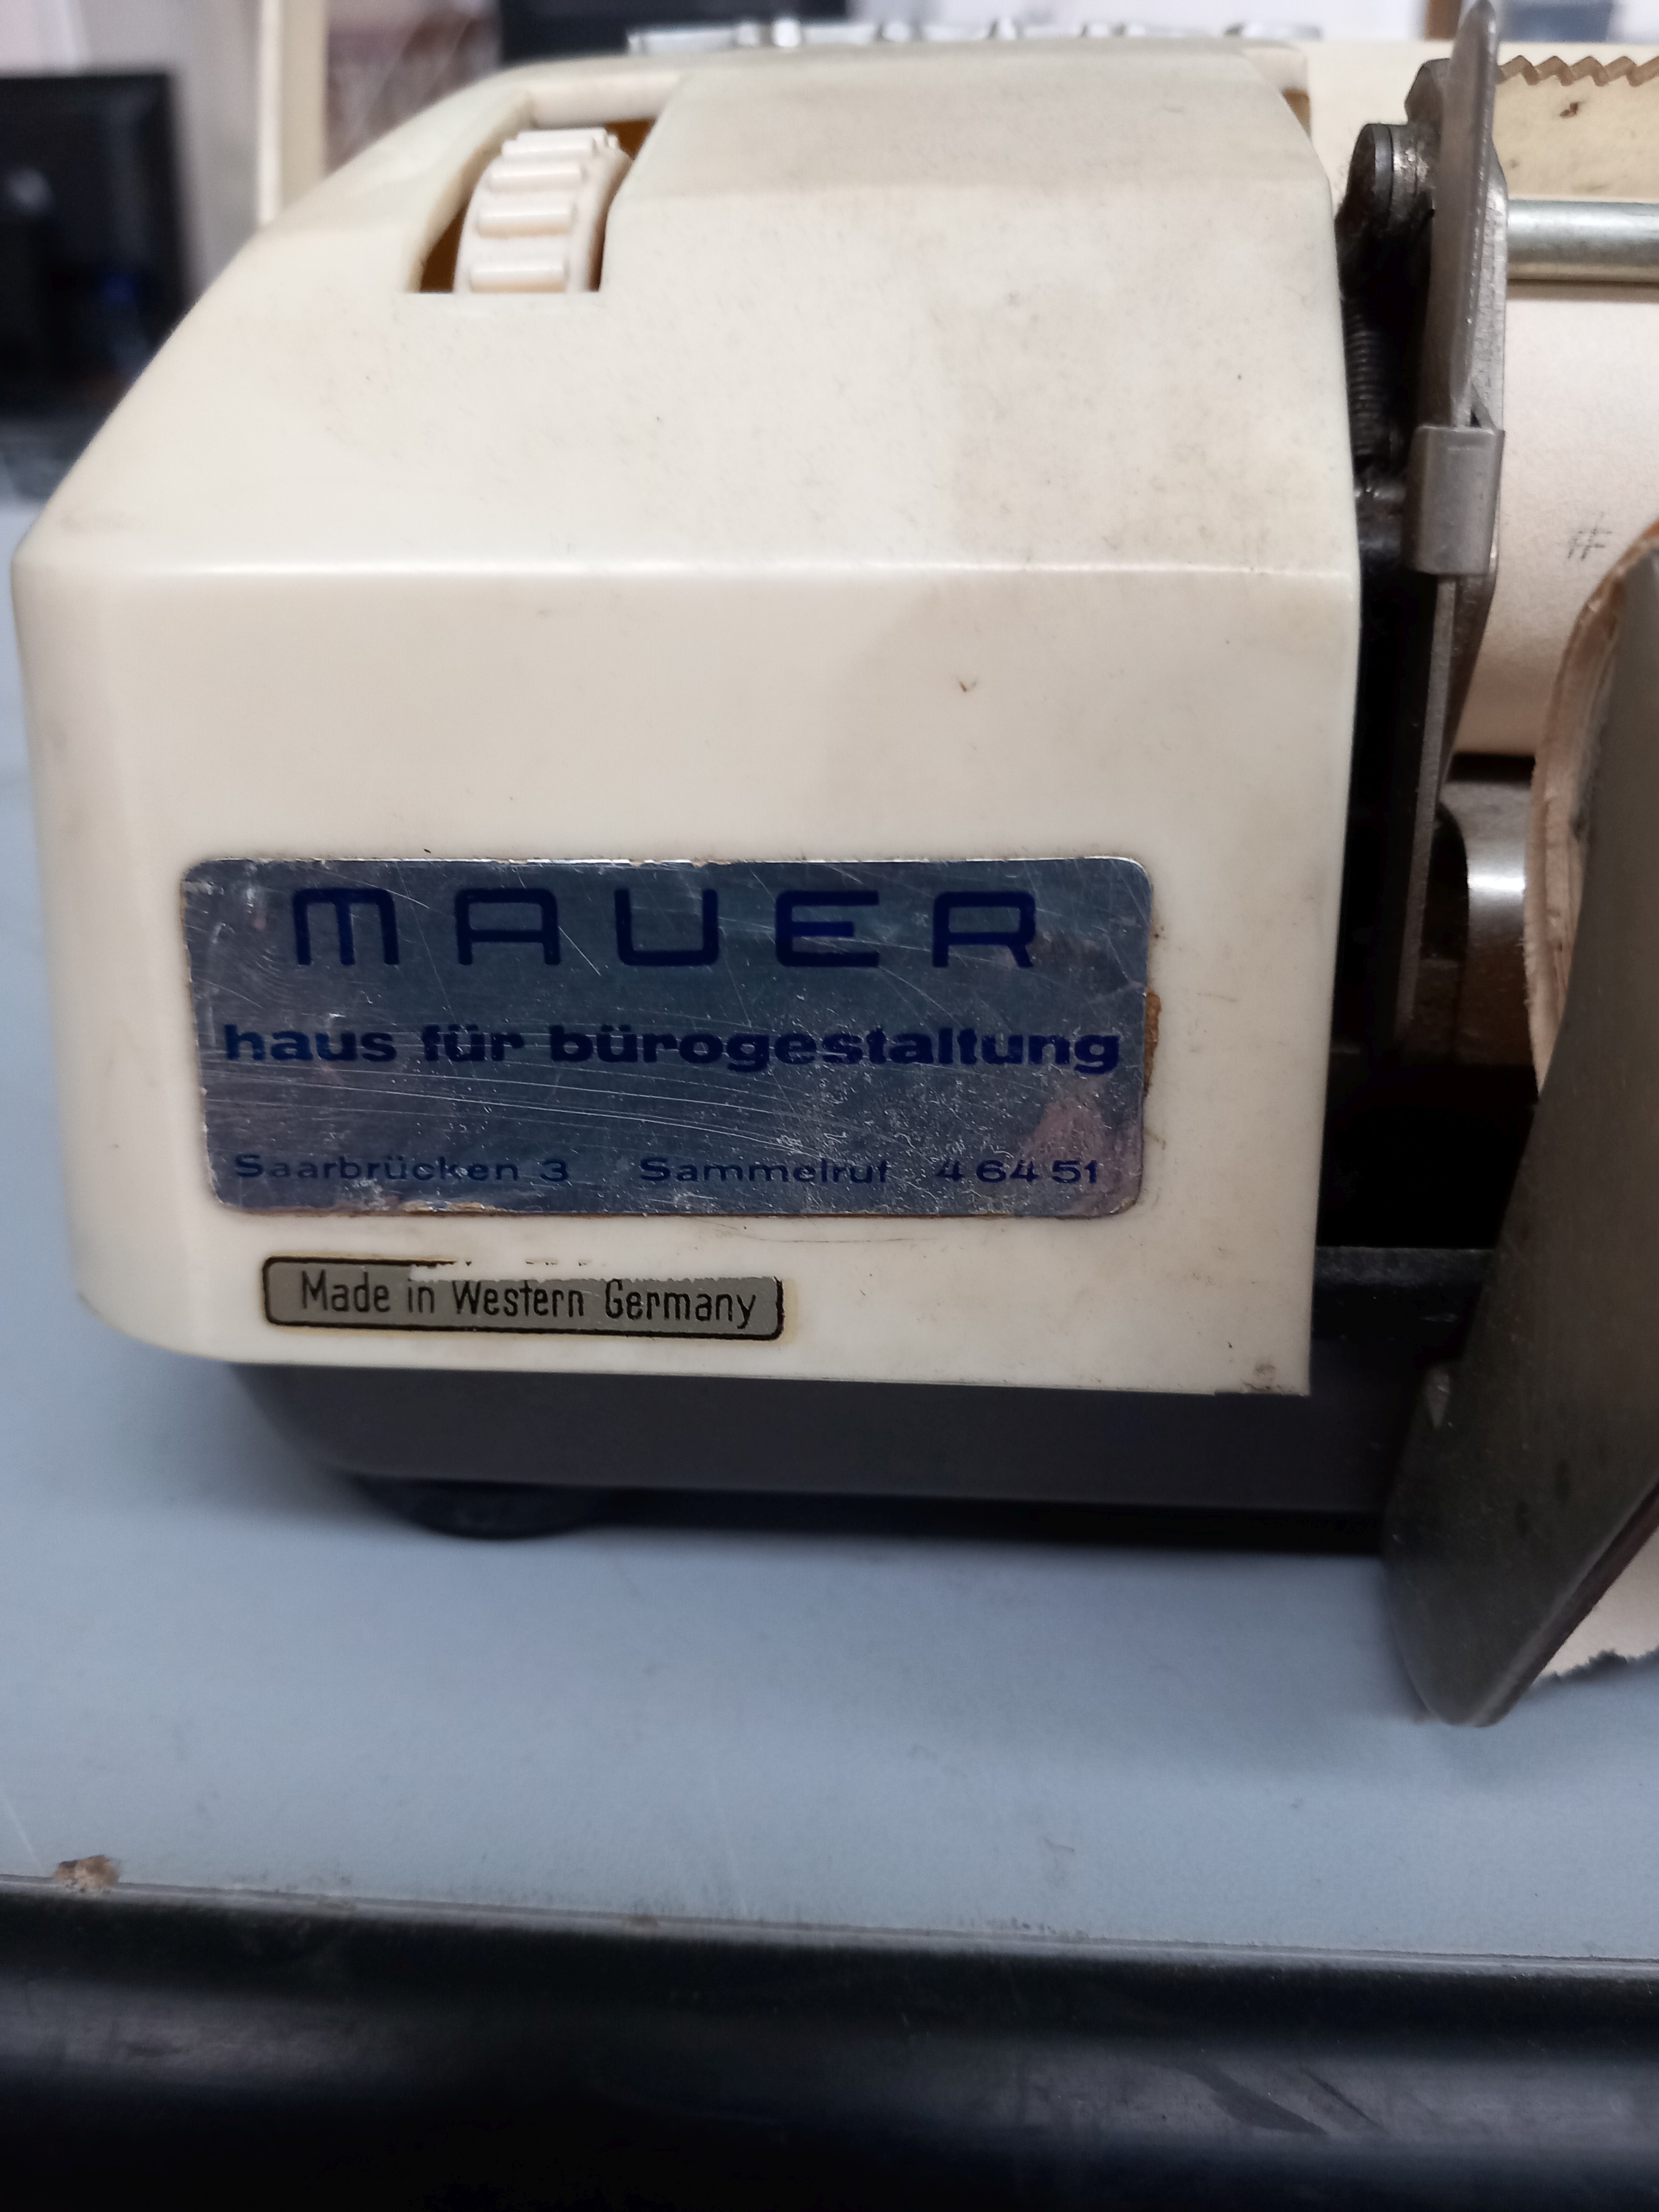 MAUER
haus für bürogestaltung
Saarbrücken 3 Sammelruf 4 64 51
Made in Western Germany
#